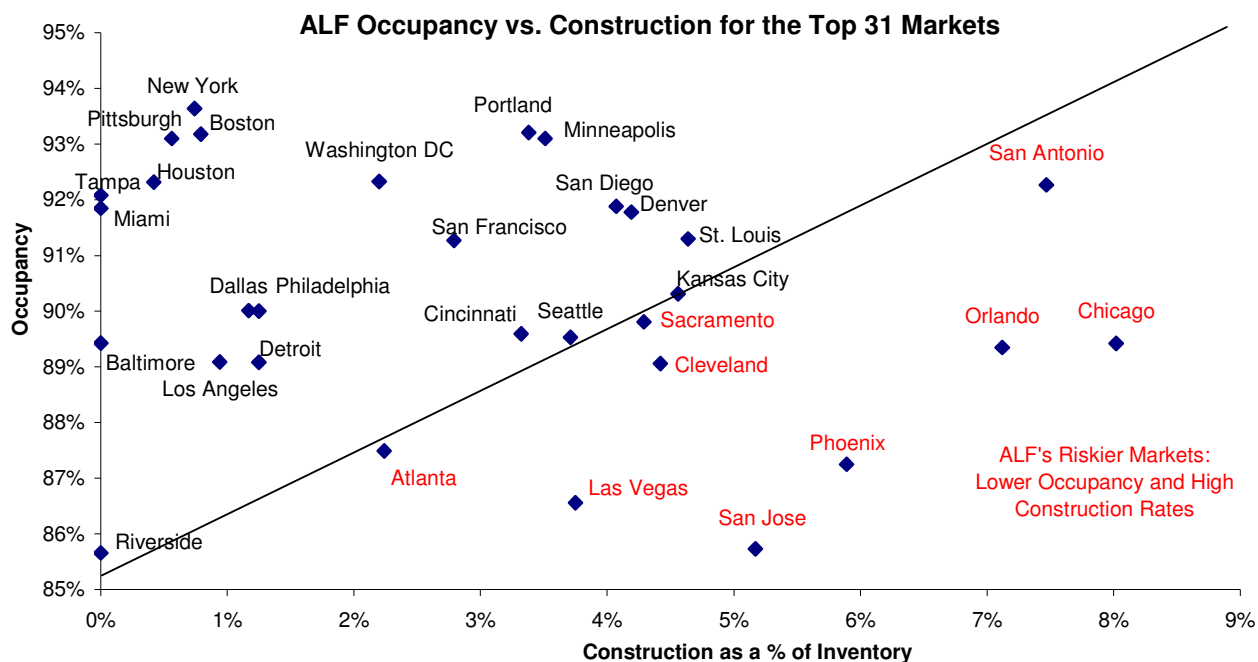 ALF Occupancy vs. Construction for the Top 31 Markets
95%
94%
93%
92%
91%
90%
89%
88%
87%
86%
85%
Occupancy
New York
Pittsburgh
Boston
Portland
Minneapolis
Washington DC
San Antonio
Houston
Tampa
San Diego
Denver
Miami
San Francisco
St. Louis
Kansas City
Dallas Philadelphia
Cincinnati
Seattle
Sacramento
Orlando
Chicago
Baltimore
Detroit
Cleveland
Los Angeles
Phoenix
ALF's Riskier Markets:
Lower Occupancy and High
Construction Rates
Atlanta
Las Vegas
San Jose
Riverside
0%
1%
2%
3%
4%
5%
6%
7%
8%
9%
Construction as a % of Inventory